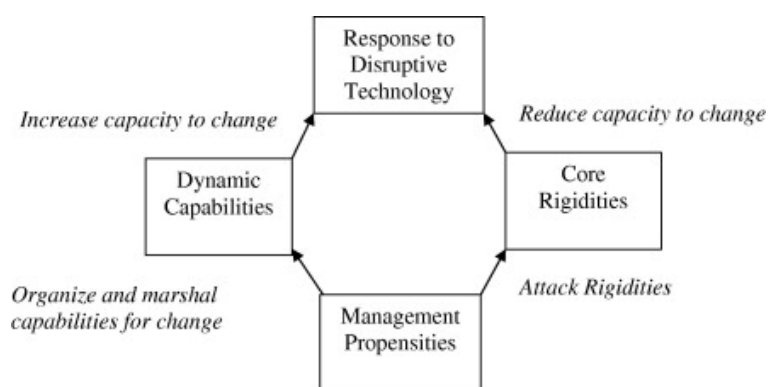 Response to
Disruptive
Technology
Increase capacity to change
Reduce capacity to change
Dynamic
Capabilities
Core
Rigidities
Organize and marshal
capabilities for change
Attack Rigidities
Management
Propensities